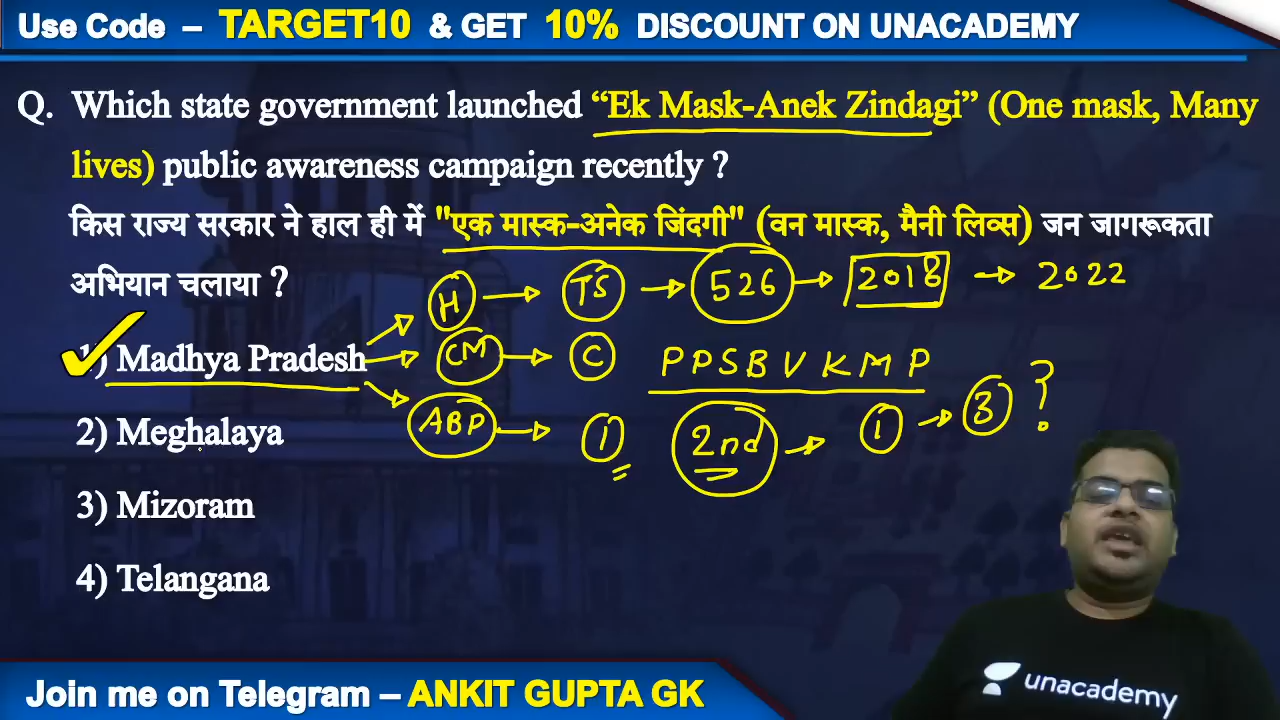 Use Code – TARGET10 & GET 10% DISCOUNT ON UNACADEMY
Q. Which state government launched “Ek Mask-Anek Zindagi” (One mask, Many
lives) public awareness campaign recently ?
किस राज्य सरकार ने हाल ही में "एक मास्क-अनेक जिंदगी" (वन मास्क, मैनी लिव्स) जन जागरूकता
अभियान चलाया ?
H → TS → 526 → 2018 → 2022
1) Madhya Pradesh
CM → C PPSBVKMP
2) Meghalaya
ABP → 1 2nd → 1 → 3 ?
3) Mizoram
4) Telangana
unacademy
Join me on Telegram – ANKIT GUPTA GK